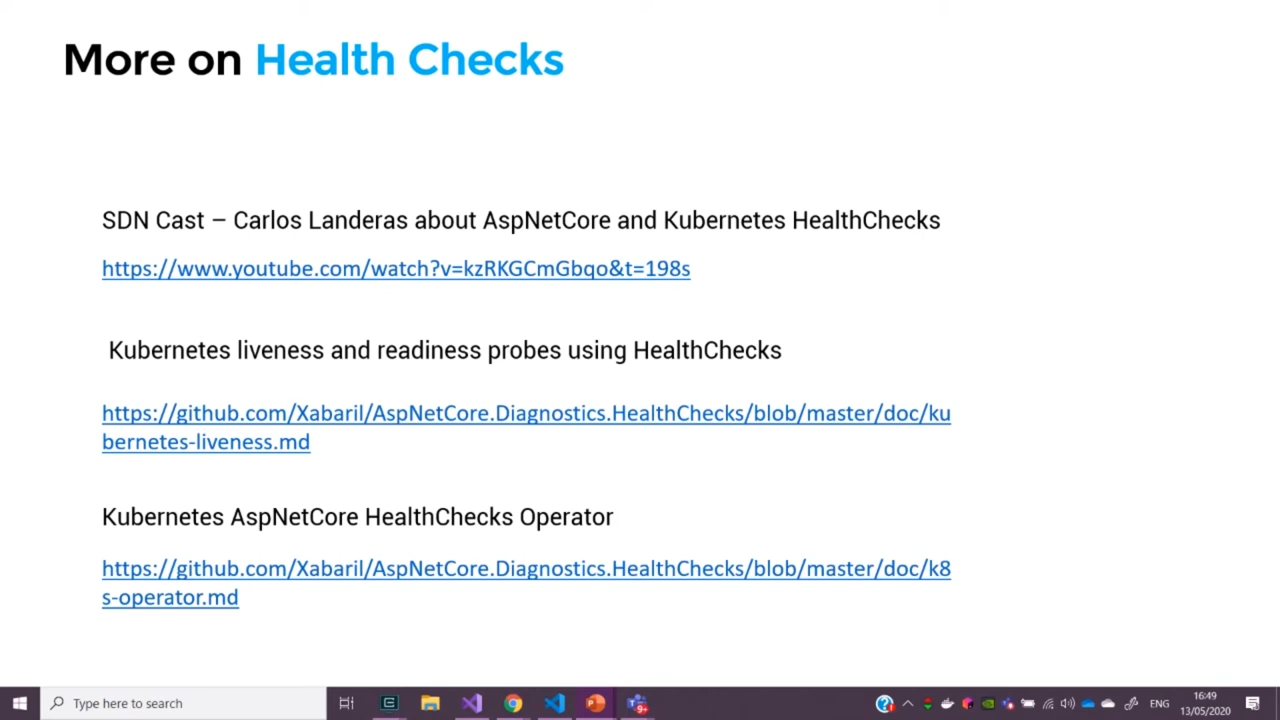 More on Health Checks
SDN Cast – Carlos Landeras about AspNetCore and Kubernetes HealthChecks
https://www.youtube.com/watch?v=kzRKGCmGbqo&t=198s
Kubernetes liveness and readiness probes using HealthChecks
https://github.com/Xabaril/AspNetCore.Diagnostics.HealthChecks/blob/master/doc/ku
bernetes-liveness.md
Kubernetes AspNetCore HealthChecks Operator
https://github.com/Xabaril/AspNetCore.Diagnostics.HealthChecks/blob/master/doc/k8
s-operator.md
Type here to search
9+
ENG
16:49
13/05/2020